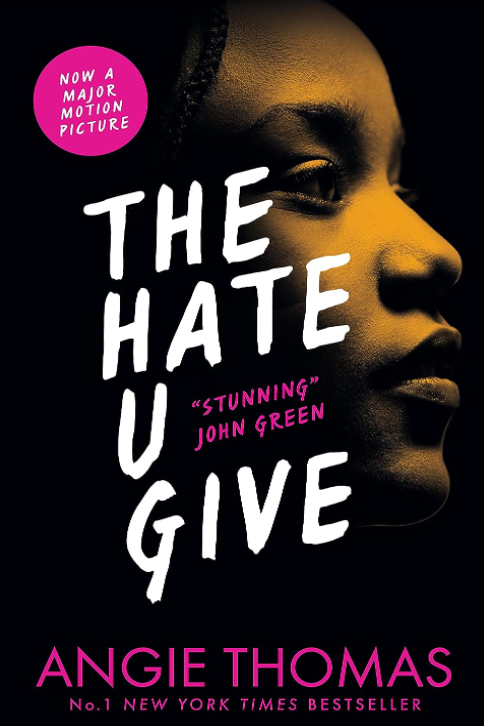 NOW A
MAJOR
MOTION
PICTURE
THE
HATE
U
"STUNNING"
JOHN GREEN
GIVE
ANGIE THOMAS
No.1 NEW YORK TIMES BESTSELLER